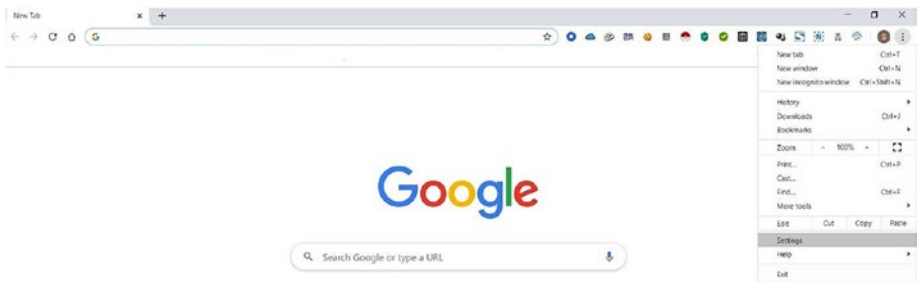 New Tab
New tab Ctrl+T
New window Ctrl+N
New incognito window Ctrl+Shift+N
History
Downloads Ctrl+J
Bookmarks
Zoom - 100% +
Print... Ctrl+P
Cast...
Find... Ctrl+F
More tools
Edit Cut Copy Paste
Settings
Help
Exit
Google
Search Google or type a URL